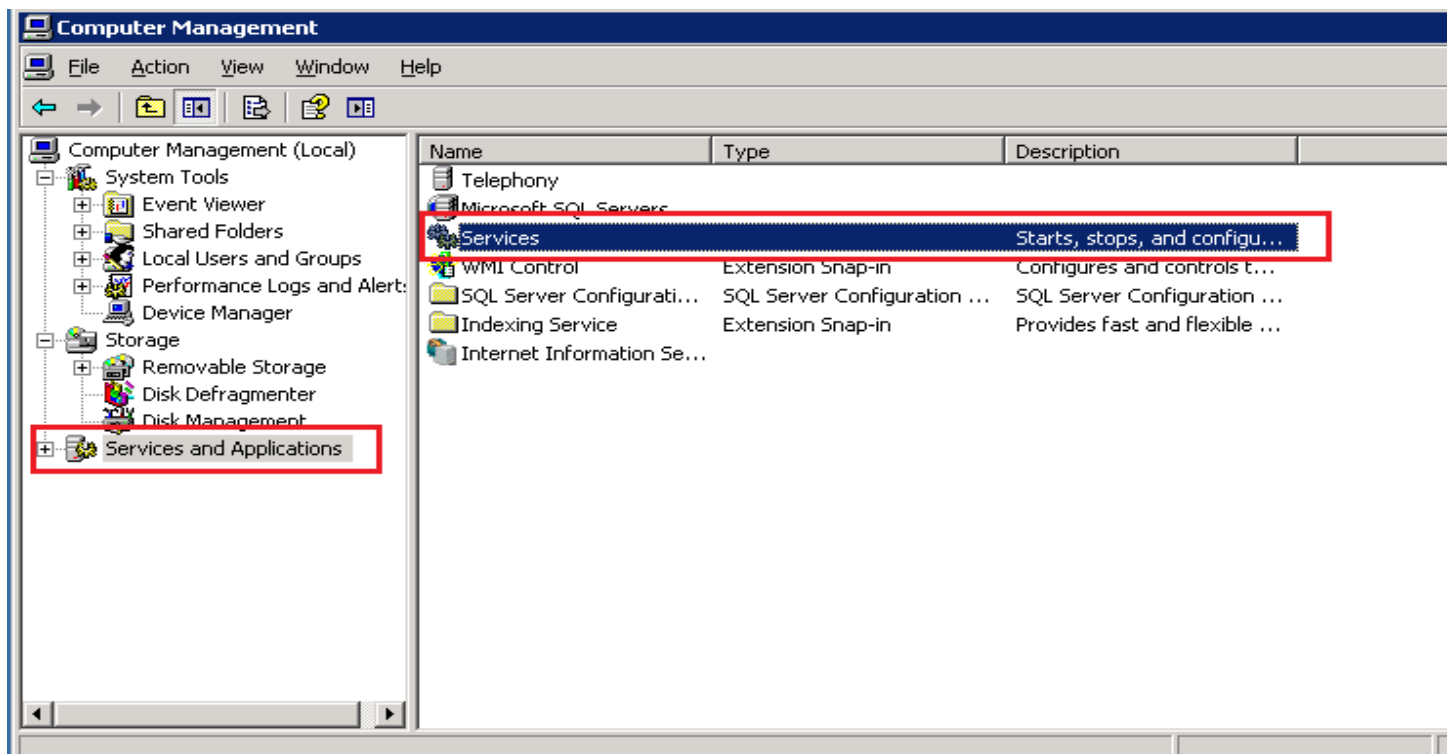 Computer Management
File Action View Window Help
Computer Management (Local)
System Tools
Event Viewer
Shared Folders
Local Users and Groups
Performance Logs and Alert
Device Manager
Storage
Removable Storage
Disk Defragmenter
Disk Management
Services and Applications
Name Type Description
Telephony
Microsoft SQL Servers
Services Starts, stops, and configu...
WMI Control Extension Snap-in Configures and controls t...
SQL Server Configurati... SQL Server Configuration ... SQL Server Configuration ...
Indexing Service Extension Snap-in Provides fast and flexible ...
Internet Information Se...